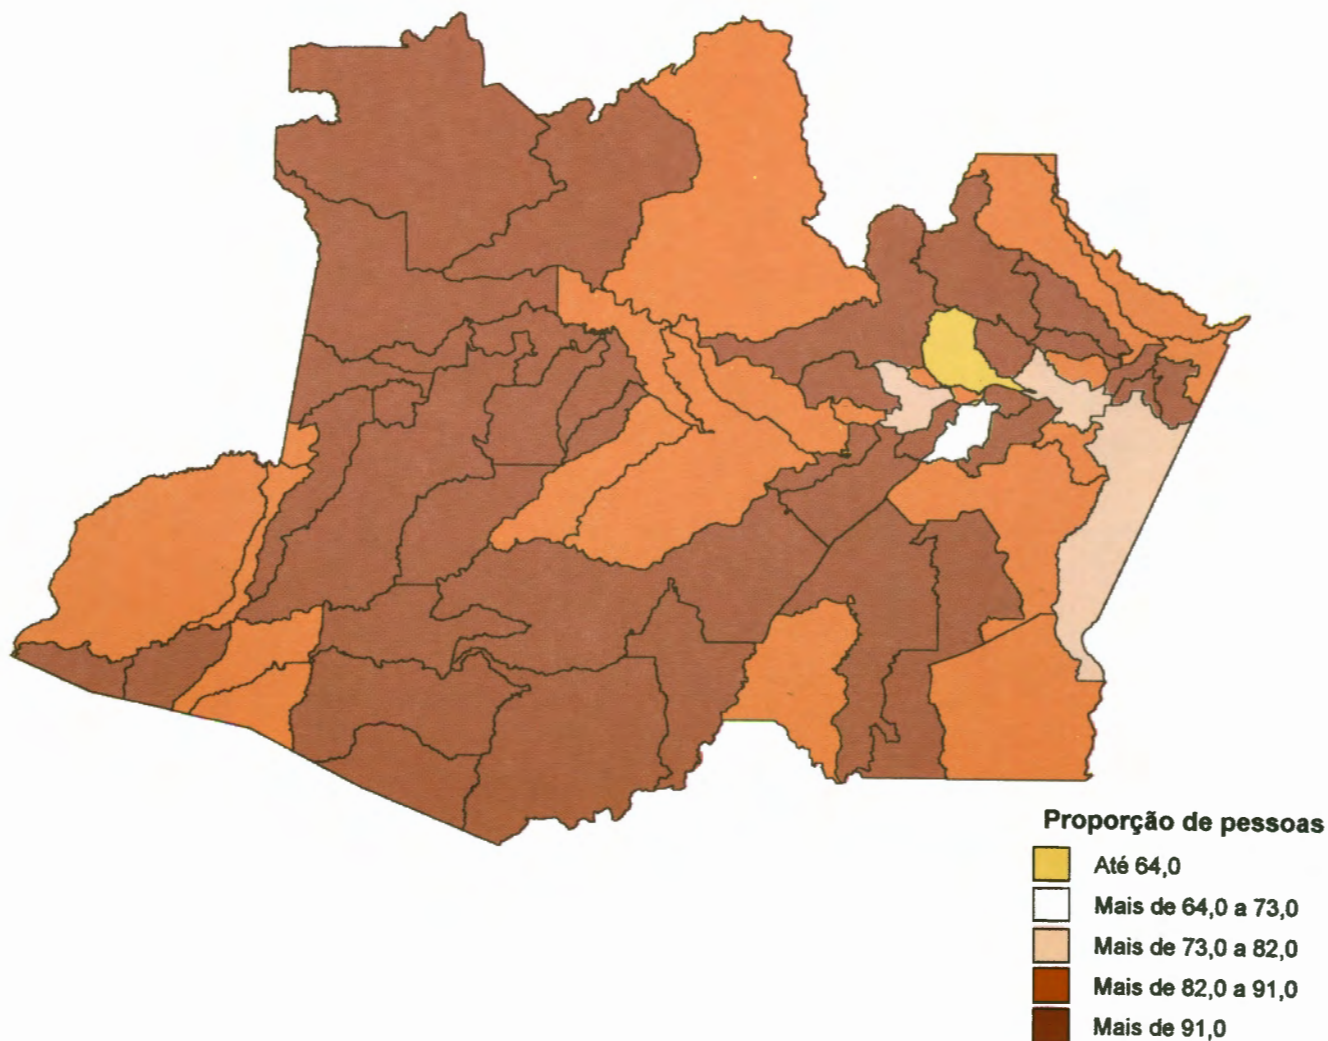 Proporção de pessoas
Até 64,0
Mais de 64,0 a 73,0
Mais de 73,0 a 82,0
Mais de 82,0 a 91,0
Mais de 91,0